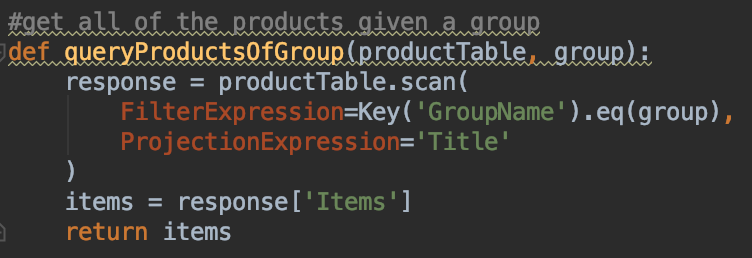 #get all of the products given a group
def queryProductsOfGroup(productTable, group):
    response = productTable.scan(
        FilterExpression=Key('GroupName').eq(group),
        ProjectionExpression='Title'
    )
    items = response['Items']
    return items